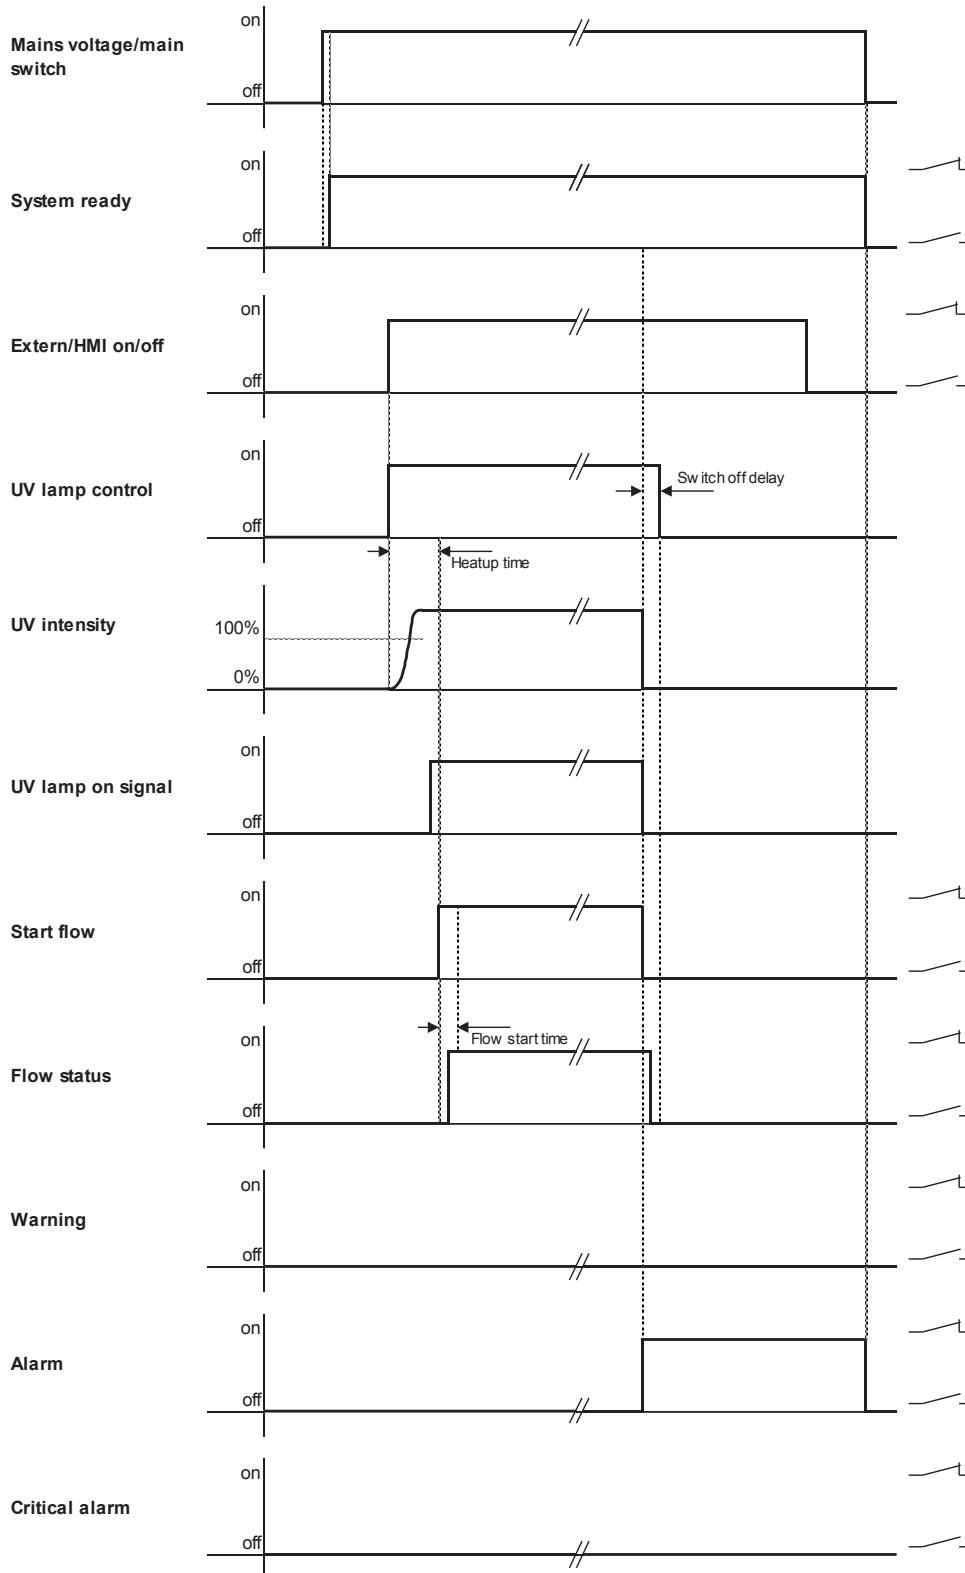 on
Mains voltage/main
switch
off
on
System ready
off
on
Extern/HMI on/off
off
on
UV lamp control
Switch off delay
off
Heatup time
UV intensity
100%
0%
on
UV lamp on signal
off
on
Start flow
off
Flow start time
on
Flow status
off
on
Warning
off
on
Alarm
off
on
Critical alarm
off